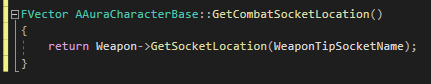 FVector AAuraCharacterBase::GetCombatSocketLocation()
{
return Weapon->GetSocketLocation(WeaponTipSocketName);
}